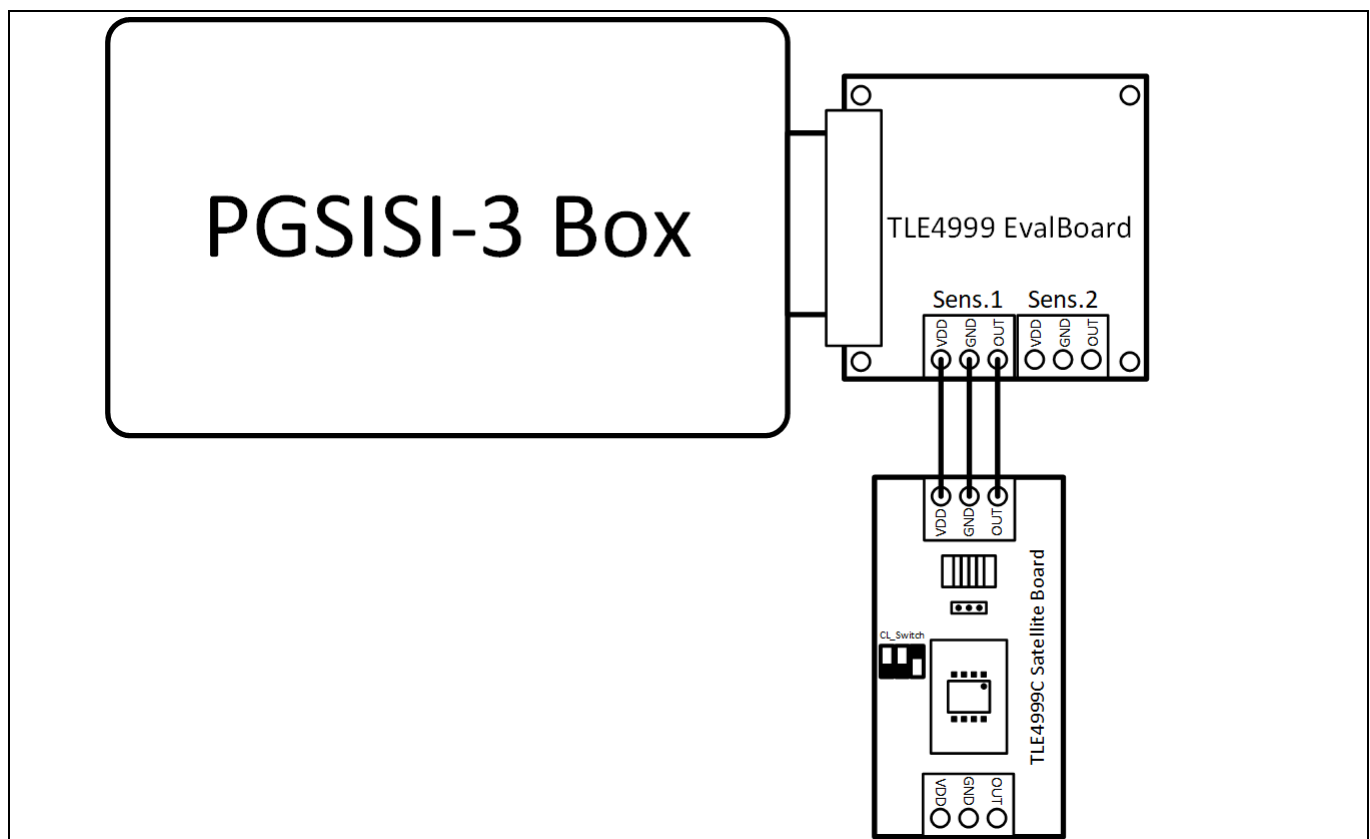 PGSISI-3 Box
TLE4999 EvalBoard
Sens.1 Sens.2
VDD GND OUT VDD GND OUT
VDD GND OUT
CL_Switch
TLE4999C Satellite Board
VDD GND OUT